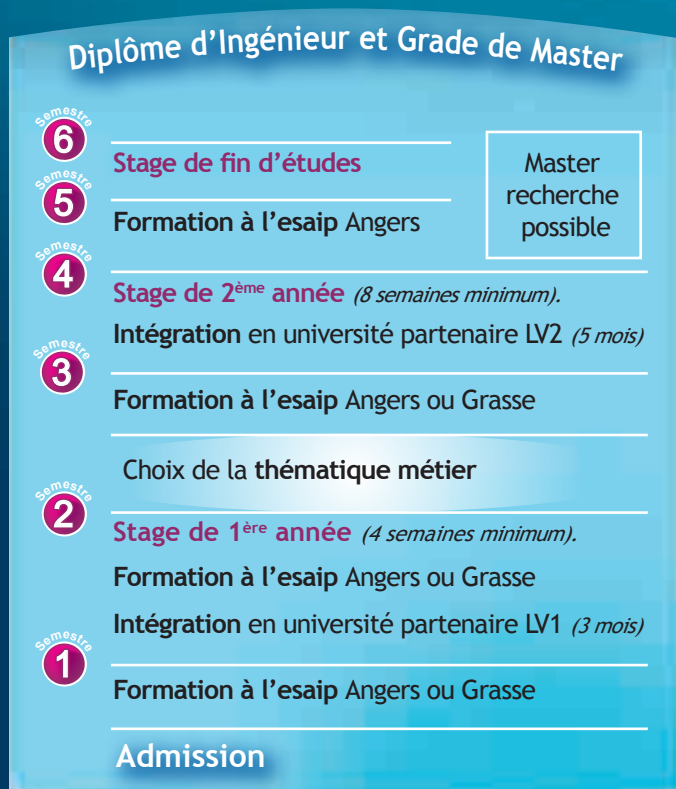 Diplôme d'Ingénieur et Grade de Master
Semestre
6
Stage de fin d'études
Master
recherche
possible
Semestre
5
Formation à l'esaip Angers
Semestre
4
Stage de 2ème année (8 semaines minimum).
Intégration en université partenaire LV2 (5 mois)
Semestre
3
Formation à l'esaip Angers ou Grasse
Choix de la thématique métier
Semestre
2
Stage de 1ère année (4 semaines minimum).
Formation à l'esaip Angers ou Grasse
Intégration en université partenaire LV1 (3 mois)
Semestre
1
Formation à l'esaip Angers ou Grasse
Admission